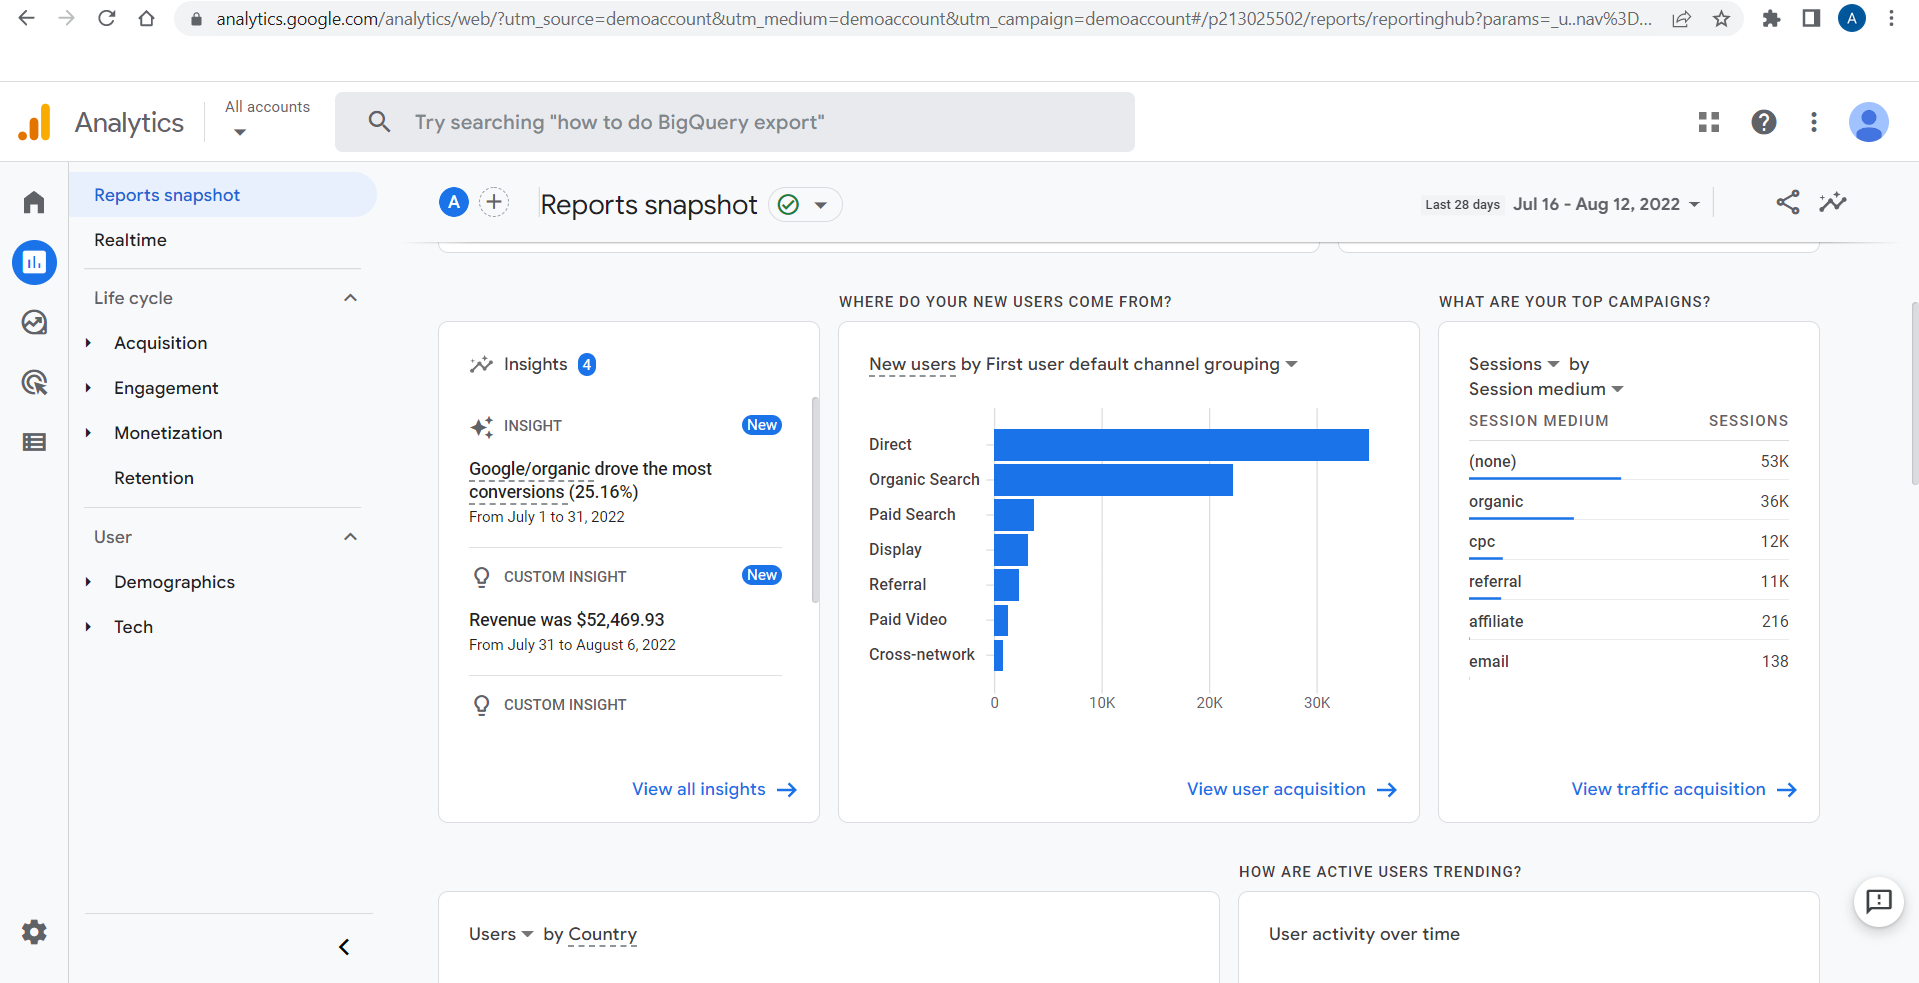 analytics.google.com/analytics/web/?utm_source=demoaccount&utm_medium=demoaccount&utm_campaign=demoaccount#/p213025502/reports/reportinghub?params=_u..nav%3D...
A
Analytics
All accounts
Try searching "how to do BigQuery export"
Reports snapshot
Realtime
Life cycle
Acquisition
Engagement
Monetization
Retention
User
Demographics
Tech
A
Reports snapshot
Last 28 days Jul 16 - Aug 12, 2022
Insights 4
INSIGHT New
Google/organic drove the most
conversions (25.16%)
From July 1 to 31, 2022
CUSTOM INSIGHT New
Revenue was $52,469.93
From July 31 to August 6, 2022
CUSTOM INSIGHT
View all insights
WHERE DO YOUR NEW USERS COME FROM?
New users by First user default channel grouping
Direct
Organic Search
Paid Search
Display
Referral
Paid Video
Cross-network
0 10K 20K 30K
View user acquisition
WHAT ARE YOUR TOP CAMPAIGNS?
Sessions by
Session medium
SESSION MEDIUM SESSIONS
(none) 53K
organic 36K
cpc 12K
referral 11K
affiliate 216
email 138
View traffic acquisition
Users by Country
HOW ARE ACTIVE USERS TRENDING?
User activity over time